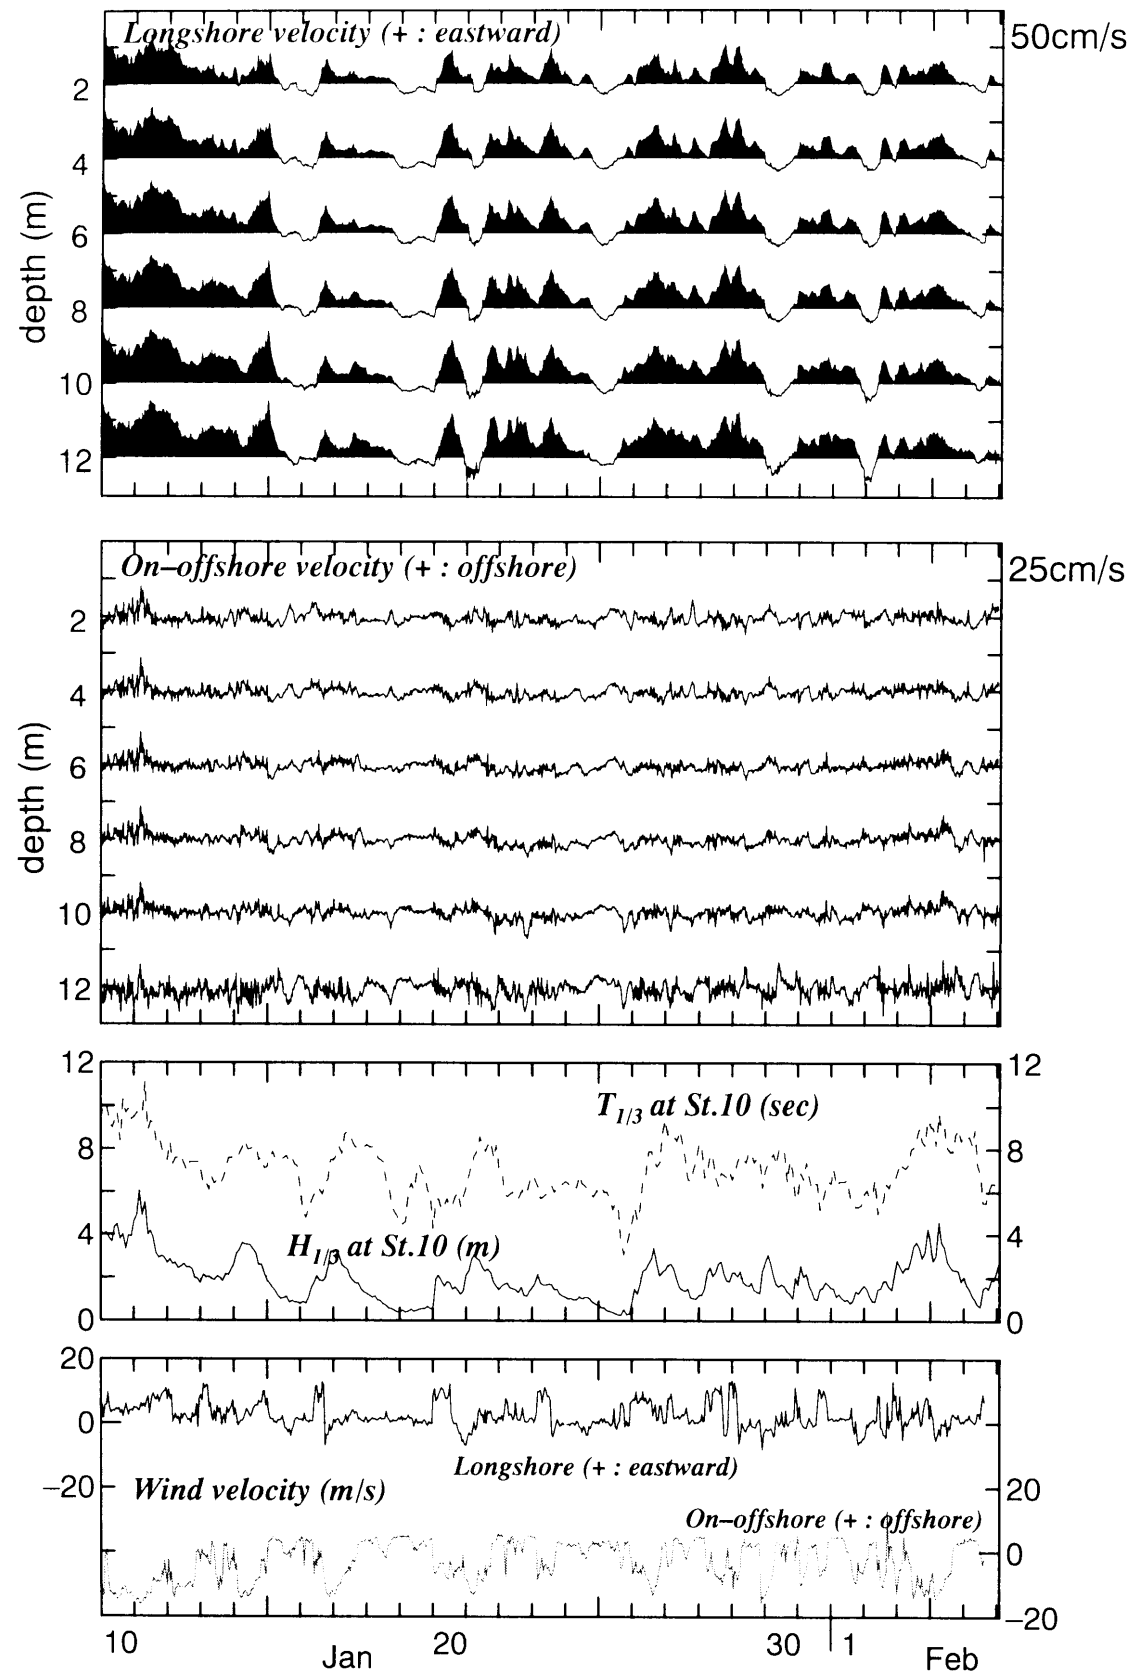 Longshore velocity (+ : eastward)
50cm/s
2
4
6
8
10
12
depth (m)
On–offshore velocity (+ : offshore)
25cm/s
2
4
6
8
10
12
depth (m)
12
12
T1/3 at St.10 (sec)
8
8
4
4
H1/3 at St.10 (m)
0
0
20
0
Longshore (+ : eastward)
−20
Wind velocity (m/s)
20
On–offshore (+ : offshore)
0
−20
10
Jan
20
30
1
Feb